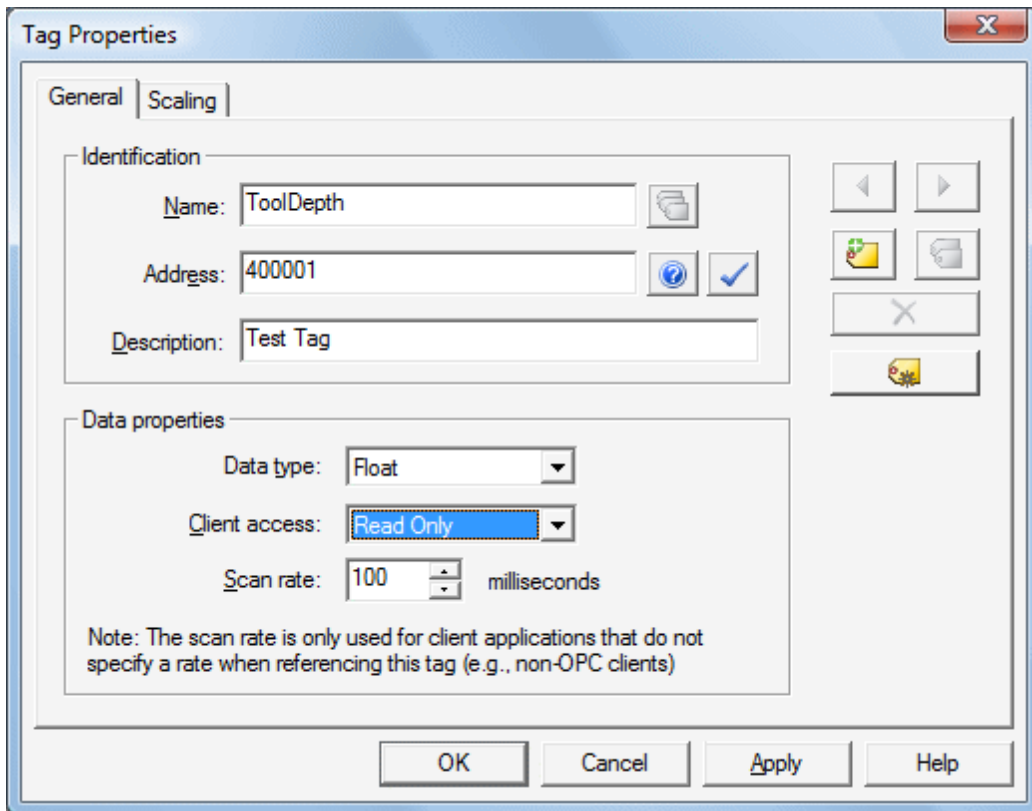 Tag Properties
General Scaling
Identification
Name: ToolDepth
Address: 400001
Description: Test Tag
Data properties
Data type: Float
Client access: Read Only
Scan rate: 100 milliseconds
Note: The scan rate is only used for client applications that do not
specify a rate when referencing this tag (e.g., non-OPC clients)
OK Cancel Apply Help